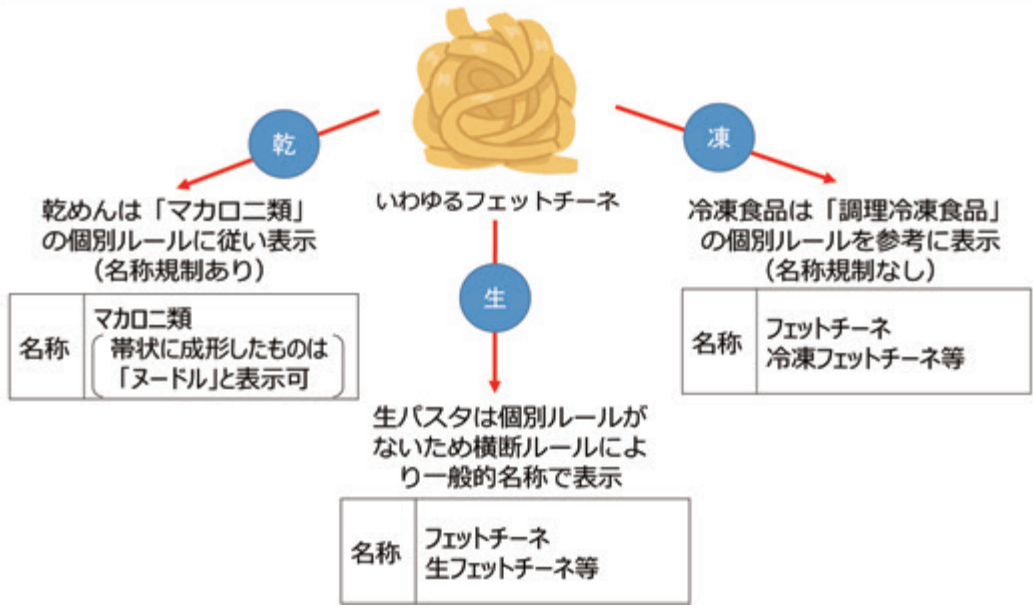 いわゆるフェットチーネ
乾
乾めんは「マカロニ類」
の個別ルールに従い表示
(名称規制あり)
名称
マカロニ類
帯状に成形したものは
「ヌードル」と表示可
生
生パスタは個別ルールが
ないため横断ルールによ
り一般的名称で表示
名称
フェットチーネ
生フェットチーネ等
凍
冷凍食品は「調理冷凍食品」
の個別ルールを参考に表示
(名称規制なし)
名称
フェットチーネ
冷凍フェットチーネ等